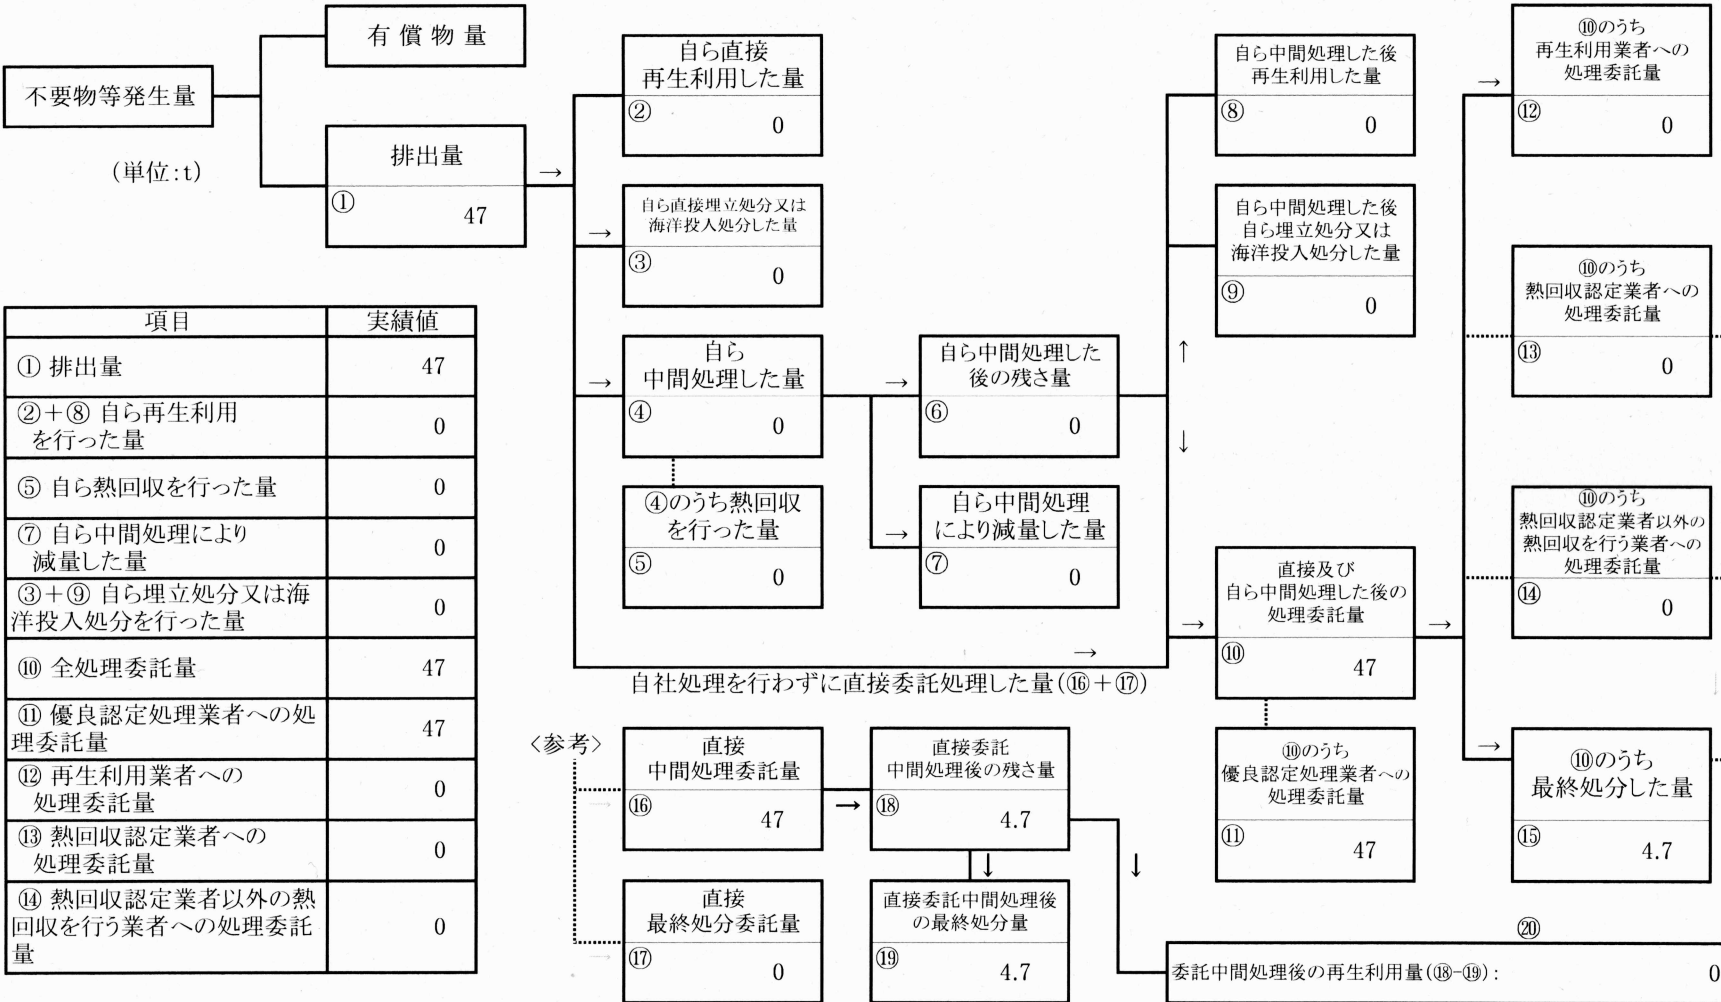 不要物等発生量
(単位:t)
有償物量
排出量
① 47
自ら直接
再生利用した量
② 0
自ら直接埋立処分又は
海洋投入処分した量
③ 0
自ら
中間処理した量
④ 0
④のうち熱回収
を行った量
⑤ 0
自ら中間処理した
後の残さ量
⑥ 0
自ら中間処理
により減量した量
⑦ 0
自ら中間処理した後
再生利用した量
⑧ 0
自ら中間処理した後
自ら埋立処分又は
海洋投入処分した量
⑨ 0
直接及び
自ら中間処理した後の
処理委託量
⑩ 47
⑩のうち
優良認定処理業者への
処理委託量
⑪ 47
⑩のうち
再生利用業者への
処理委託量
⑫ 0
⑩のうち
熱回収認定業者への
処理委託量
⑬ 0
⑩のうち
熱回収認定業者以外の
熱回収を行う業者への
処理委託量
⑭ 0
⑩のうち
最終処分した量
⑮ 4.7
自社処理を行わずに直接委託処理した量(⑯+⑰)
〈参考〉
直接
中間処理委託量
⑯ 47
直接
最終処分委託量
⑰ 0
直接委託
中間処理後の残さ量
⑱ 4.7
直接委託中間処理後
の最終処分量
⑲ 4.7
⑳
委託中間処理後の再生利用量(⑱-⑲): 0
項目 実績値
① 排出量 47
②+⑧ 自ら再生利用
を行った量 0
⑤ 自ら熱回収を行った量 0
⑦ 自ら中間処理により
減量した量 0
③+⑨ 自ら埋立処分又は海
洋投入処分を行った量 0
⑩ 全処理委託量 47
⑪ 優良認定処理業者への処
理委託量 47
⑫ 再生利用業者への
処理委託量 0
⑬ 熱回収認定業者への
処理委託量 0
⑭ 熱回収認定業者以外の熱
回収を行う業者への処理委託
量 0